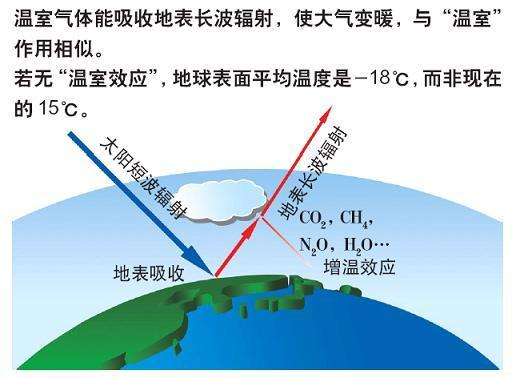 温室气体能吸收地表长波辐射，使大气变暖，与“温室”
作用相似。
若无“温室效应”，地球表面平均温度是－18℃，而非现在
的15℃。
太阳短波辐射
地表长波辐射
CO₂, CH₄,
N₂O, H₂O…
地表吸收
增温效应